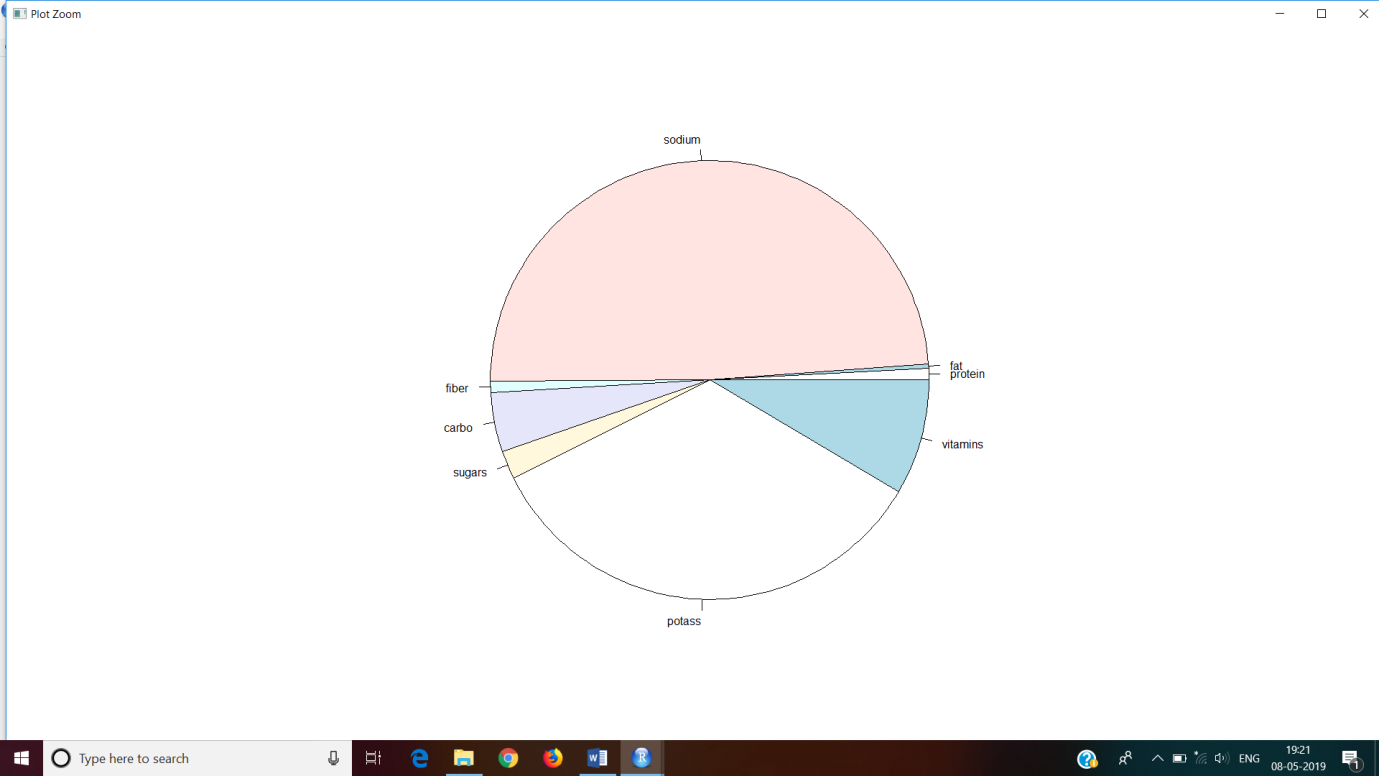 Plot Zoom
sodium
fat
protein
fiber
carbo
vitamins
sugars
potass
Type here to search
W
R
ENG
19:21
08-05-2019
1